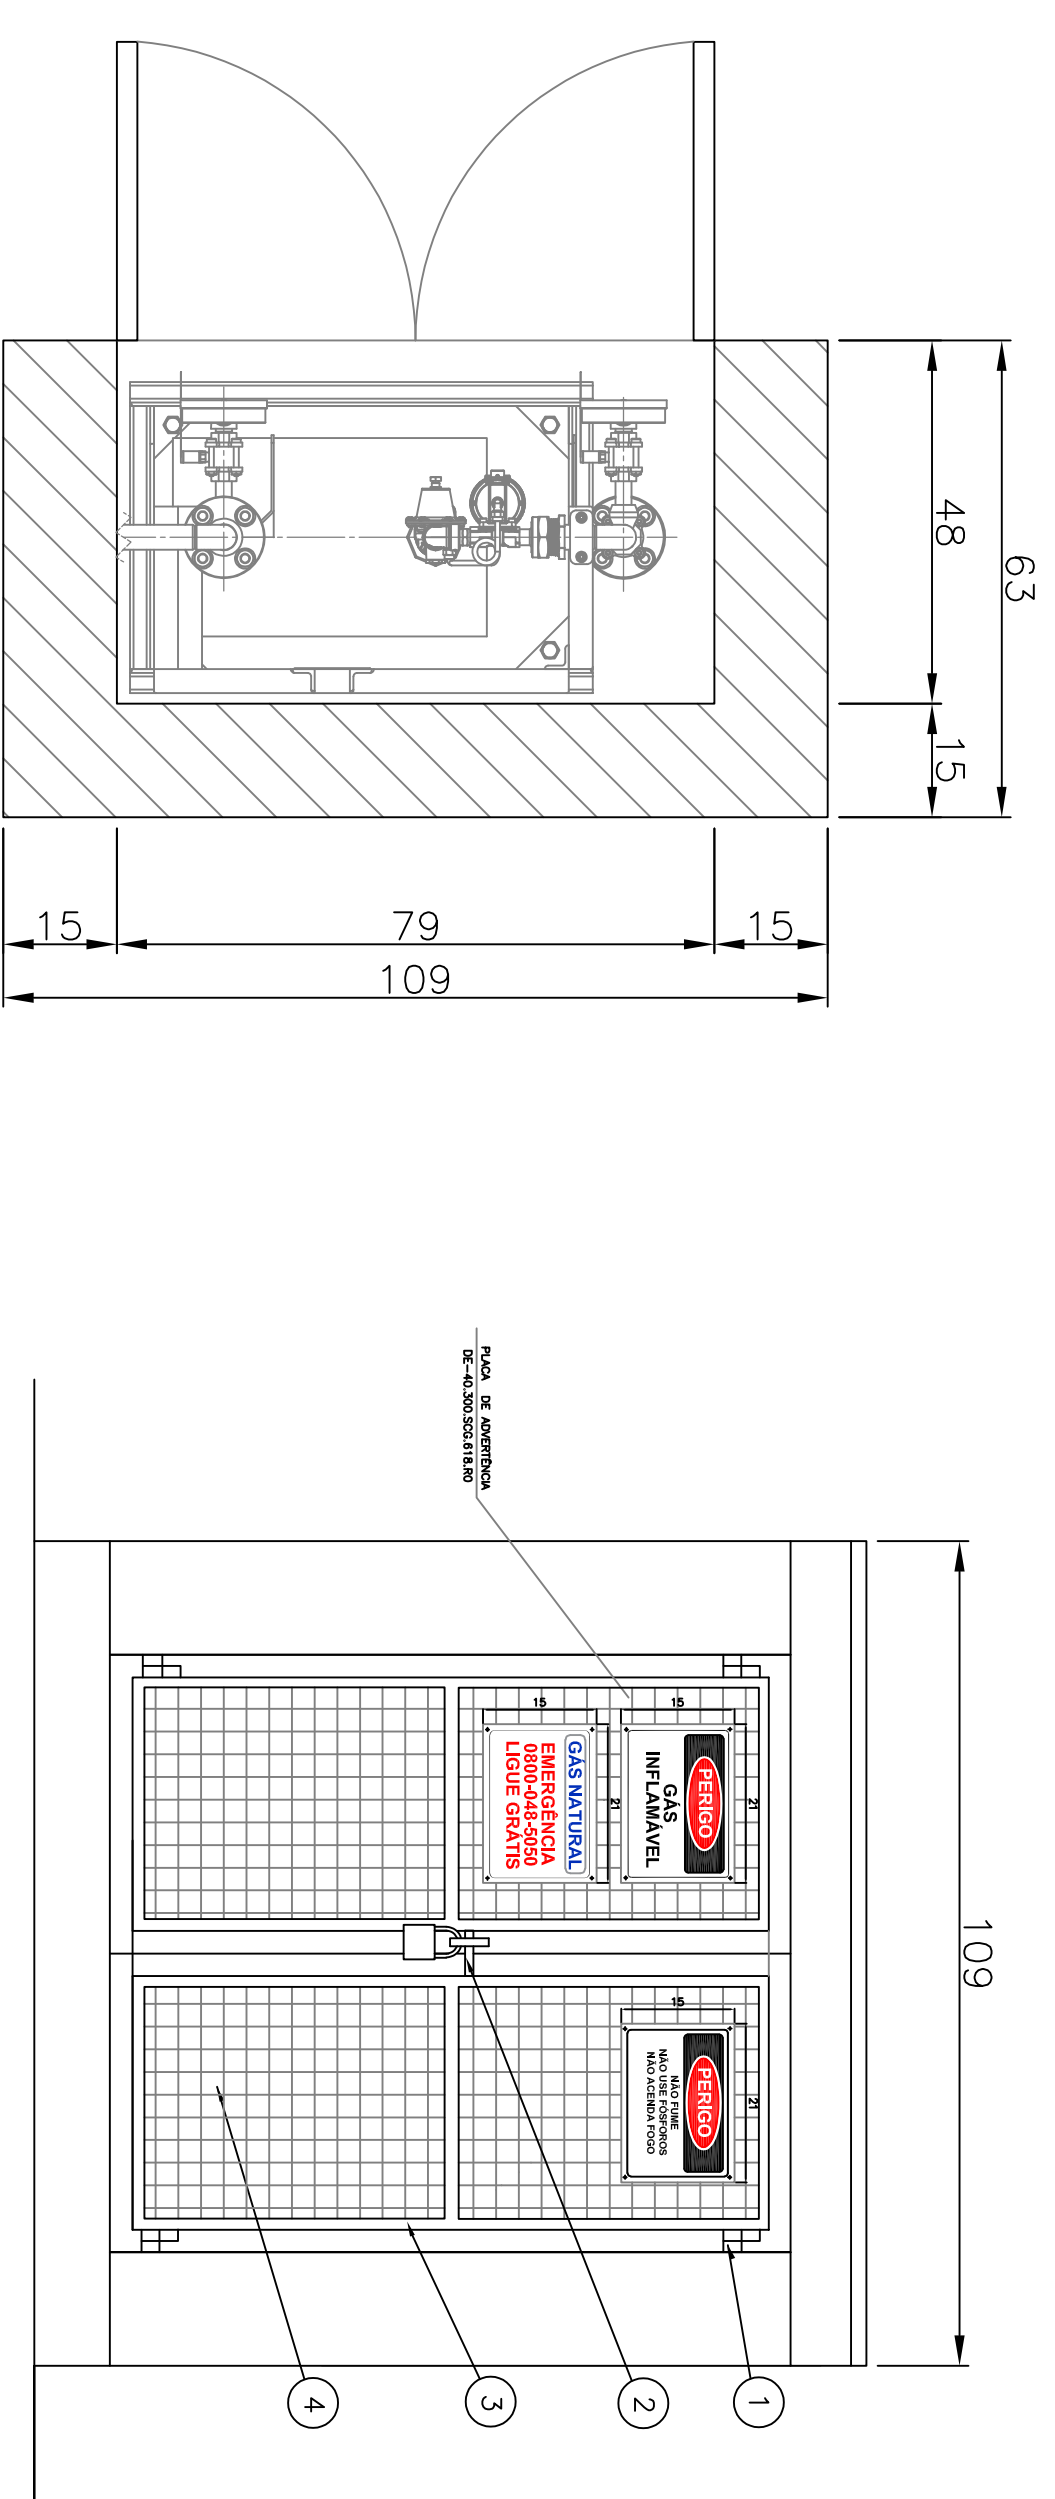 48
63
15
15
79
15
109
PLACA DE ADVERTÊNCIA
DE-40.300.SCG.618.R0
109
15
15
21
21
PERIGO
GÁS
INFLAMÁVEL
GÁS NATURAL
EMERGÊNCIA
0800-048-5050
LIGUE GRÁTIS
15
21
PERIGO
NÃO FUME
NÃO USE FÓSFOROS
NÃO ACENDA FOGO
1
2
3
4